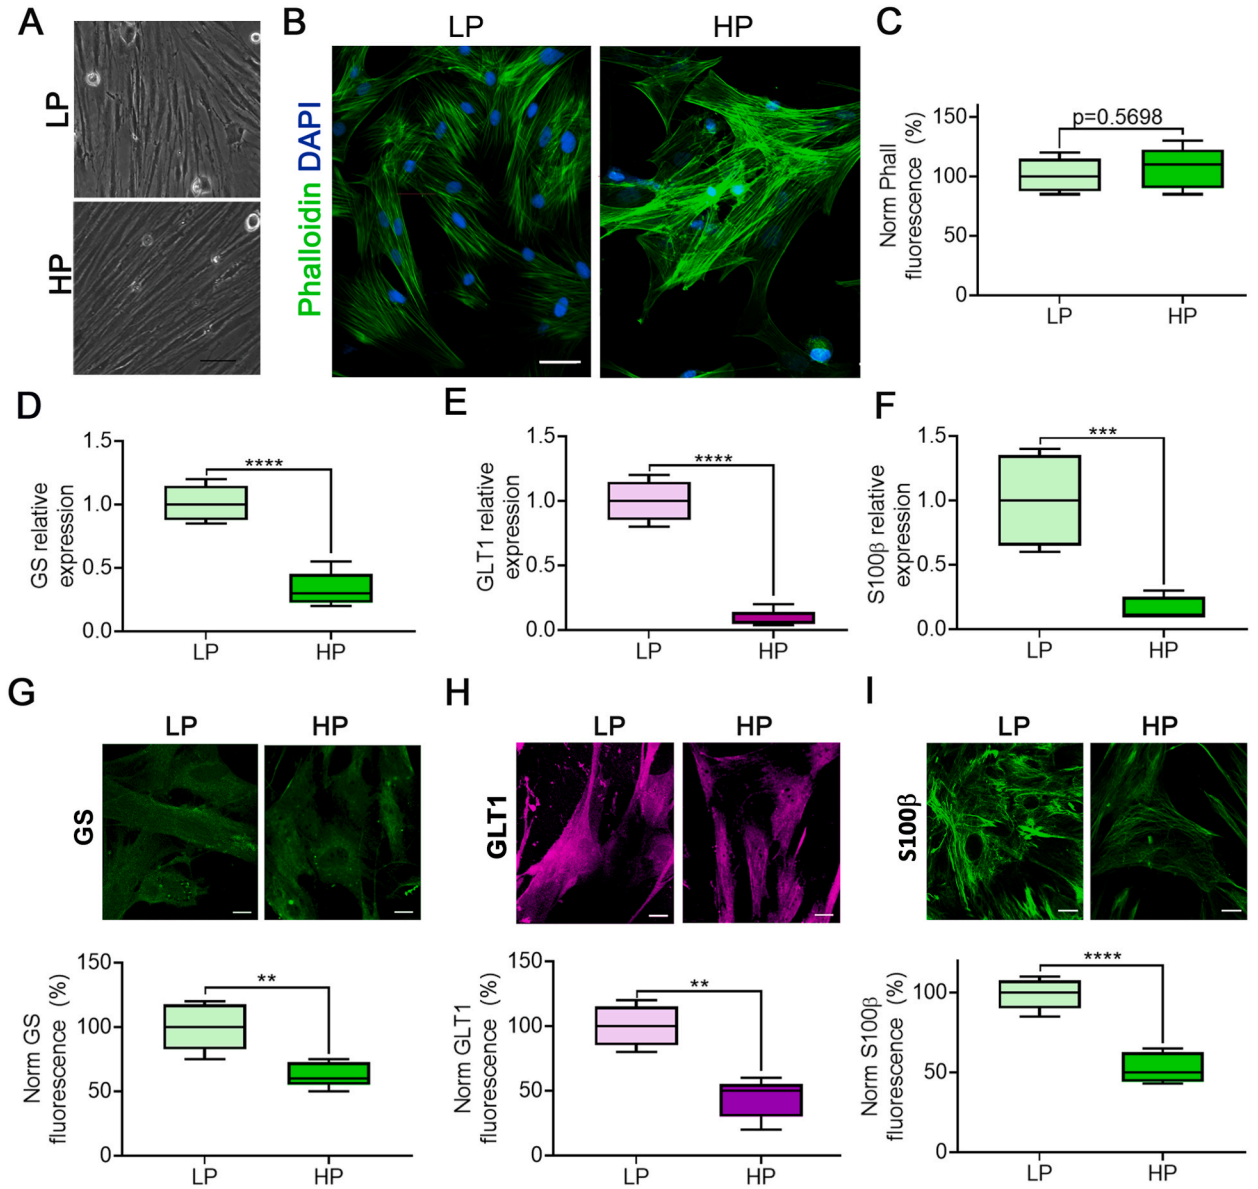 A
LP
HP
B
LP
HP
Phalloidin DAPI
C
Norm Phall
fluorescence (%)
150
100
50
0
p=0.5698
LP
HP
D
GS relative
expression
1.5
1.0
0.5
0.0
****
LP
HP
E
GLT1 relative
expression
1.5
1.0
0.5
0.0
****
LP
HP
F
S100β relative
expression
1.5
1.0
0.5
0.0
***
LP
HP
G
LP
HP
GS
Norm GS
fluorescence (%)
150
100
50
0
**
LP
HP
H
LP
HP
GLT1
Norm GLT1
fluorescence (%)
150
100
50
0
**
LP
HP
I
LP
HP
S100β
Norm S100β
fluorescence (%)
100
50
0
****
LP
HP